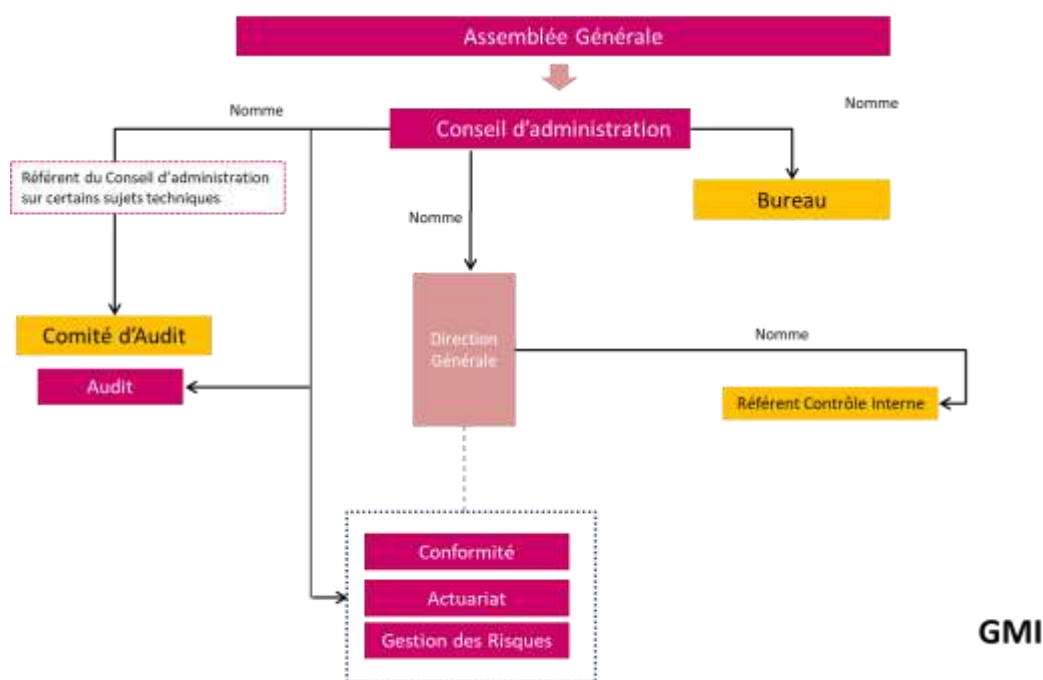 Assemblée Générale
Nomme
Nomme
Conseil d'administration
Référent du Conseil d'administration
sur certains sujets techniques
Bureau
Nomme
Comité d'Audit
Direction
Générale
Nomme
Audit
Référent Contrôle Interne
Conformité
Actuariat
Gestion des Risques
GMI